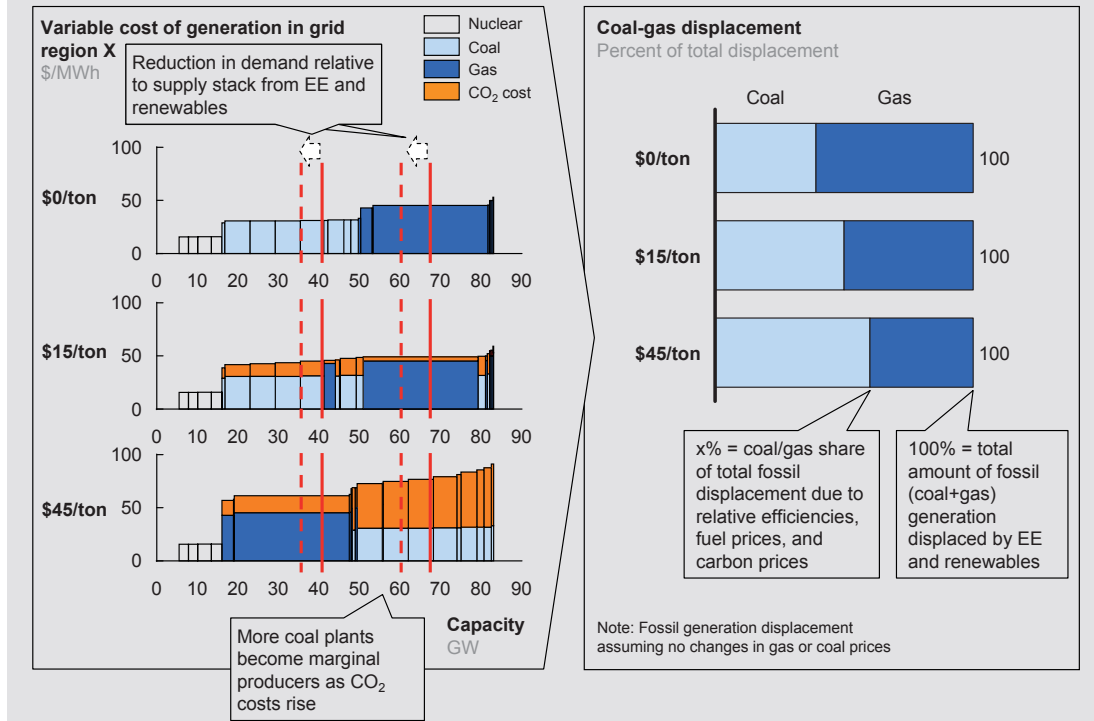 Variable cost of generation in grid
region X
$/MWh
Reduction in demand relative
to supply stack from EE and
renewables
Nuclear
Coal
Gas
CO₂ cost
$0/ton
100
50
0
0 10 20 30 40 50 60 70 80 90
$15/ton
100
50
0
0 10 20 30 40 50 60 70 80 90
$45/ton
100
50
0
0 10 20 30 40 50 60 70 80 90
Capacity
GW
More coal plants
become marginal
producers as CO₂
costs rise
Coal-gas displacement
Percent of total displacement
Coal Gas
$0/ton 100
$15/ton 100
$45/ton 100
x% = coal/gas share
of total fossil
displacement due to
relative efficiencies,
fuel prices, and
carbon prices
100% = total
amount of fossil
(coal+gas)
generation
displaced by EE
and renewables
Note: Fossil generation displacement
assuming no changes in gas or coal prices